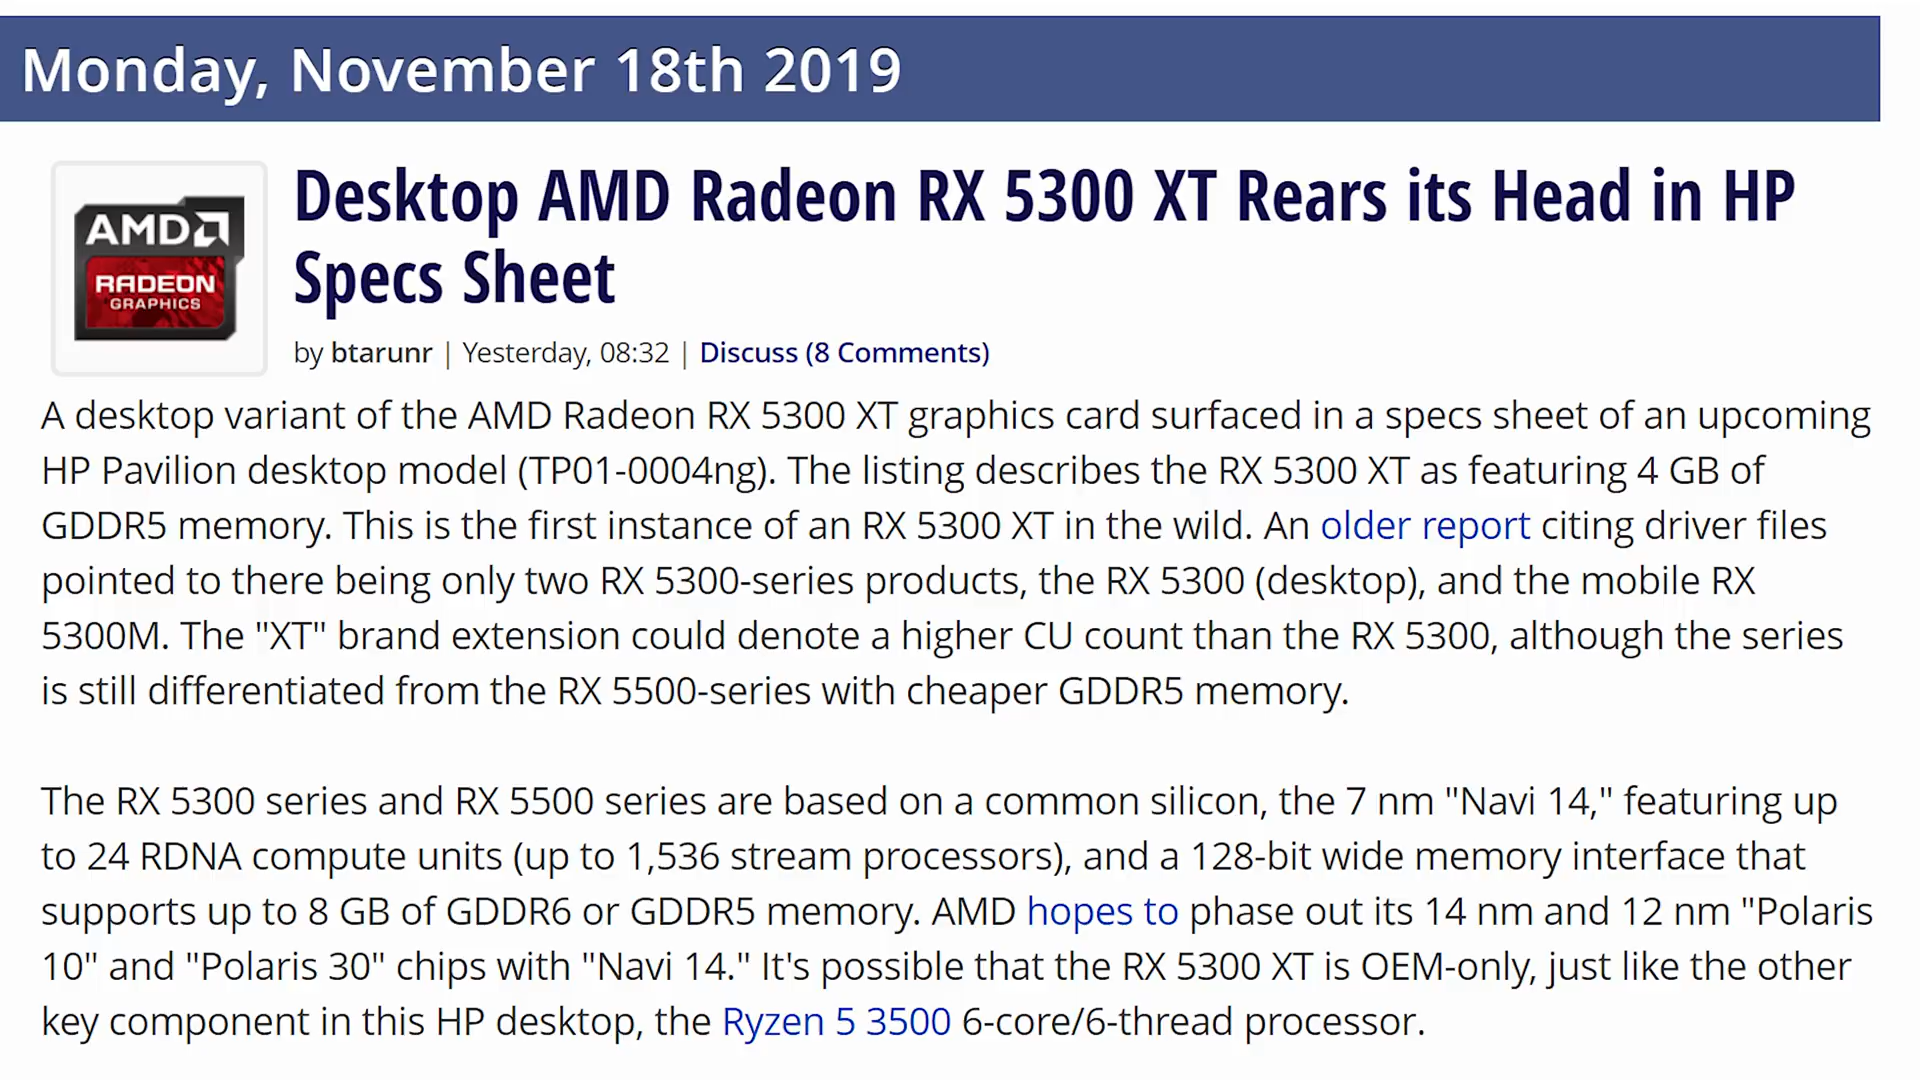 Monday, November 18th 2019
AMD
RADEON
GRAPHICS
Desktop AMD Radeon RX 5300 XT Rears its Head in HP
Specs Sheet
by btarunr | Yesterday, 08:32 | Discuss (8 Comments)
A desktop variant of the AMD Radeon RX 5300 XT graphics card surfaced in a specs sheet of an upcoming
HP Pavilion desktop model (TP01-0004ng). The listing describes the RX 5300 XT as featuring 4 GB of
GDDR5 memory. This is the first instance of an RX 5300 XT in the wild. An older report citing driver files
pointed to there being only two RX 5300-series products, the RX 5300 (desktop), and the mobile RX
5300M. The "XT" brand extension could denote a higher CU count than the RX 5300, although the series
is still differentiated from the RX 5500-series with cheaper GDDR5 memory.
The RX 5300 series and RX 5500 series are based on a common silicon, the 7 nm "Navi 14," featuring up
to 24 RDNA compute units (up to 1,536 stream processors), and a 128-bit wide memory interface that
supports up to 8 GB of GDDR6 or GDDR5 memory. AMD hopes to phase out its 14 nm and 12 nm "Polaris
10" and "Polaris 30" chips with "Navi 14." It's possible that the RX 5300 XT is OEM-only, just like the other
key component in this HP desktop, the Ryzen 5 3500 6-core/6-thread processor.